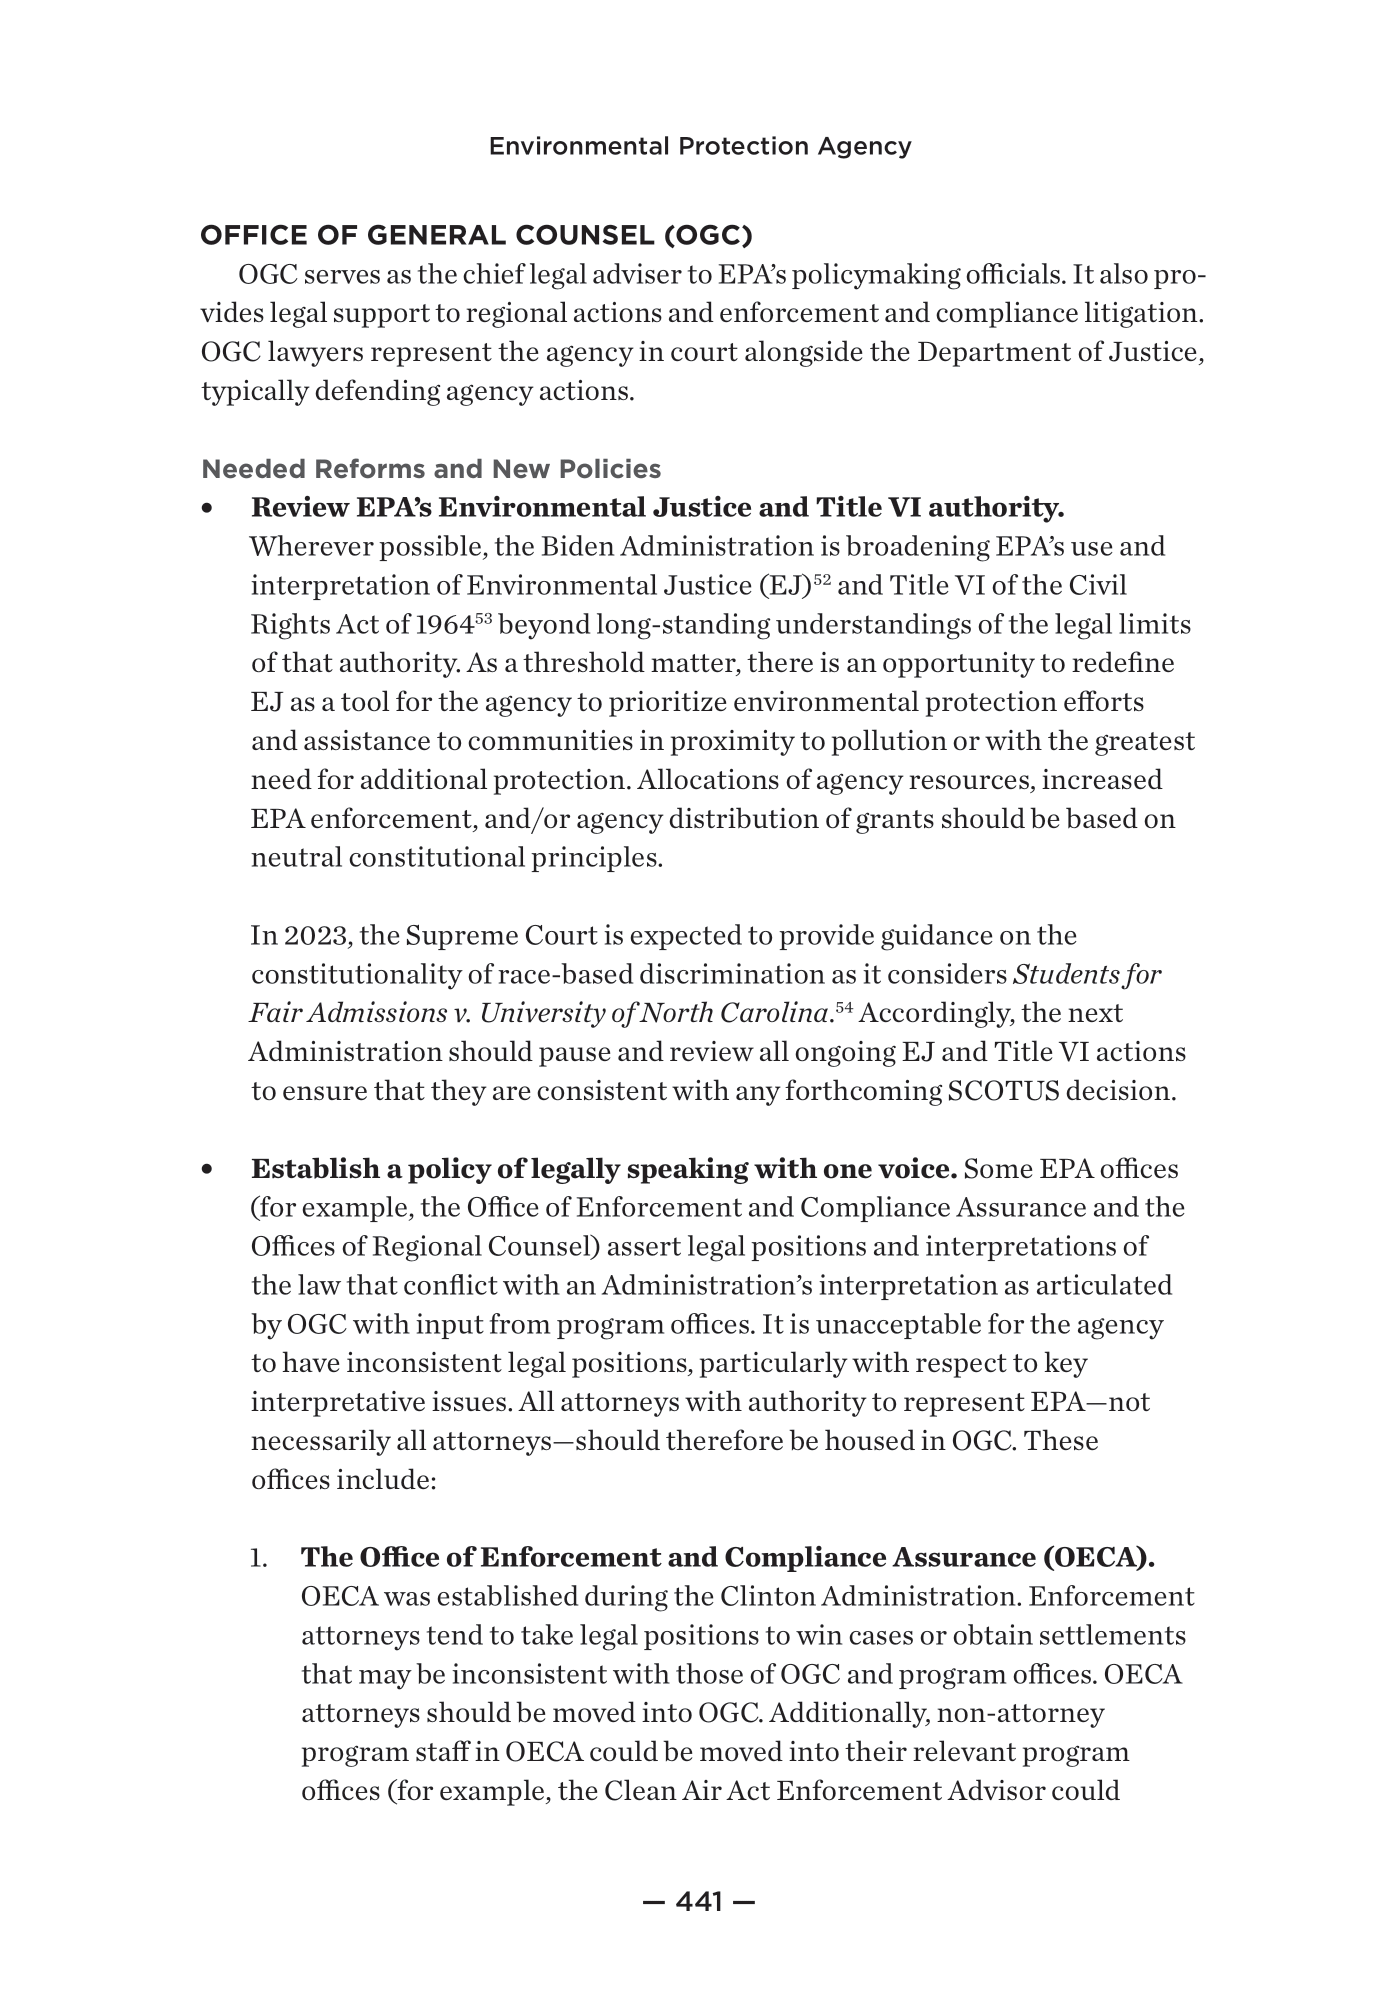 Environmental Protection Agency
OFFICE OF GENERAL COUNSEL (OGC)
OGC serves as the chief legal adviser to EPA’s policymaking officials. It also pro-
vides legal support to regional actions and enforcement and compliance litigation.
OGC lawyers represent the agency in court alongside the Department of Justice,
typically defending agency actions.
Needed Reforms and New Policies
• Review EPA’s Environmental Justice and Title VI authority.
Wherever possible, the Biden Administration is broadening EPA’s use and
interpretation of Environmental Justice (EJ)⁵² and Title VI of the Civil
Rights Act of 1964⁵³ beyond long-standing understandings of the legal limits
of that authority. As a threshold matter, there is an opportunity to redefine
EJ as a tool for the agency to prioritize environmental protection efforts
and assistance to communities in proximity to pollution or with the greatest
need for additional protection. Allocations of agency resources, increased
EPA enforcement, and/or agency distribution of grants should be based on
neutral constitutional principles.
In 2023, the Supreme Court is expected to provide guidance on the
constitutionality of race-based discrimination as it considers Students for
Fair Admissions v. University of North Carolina.⁵⁴ Accordingly, the next
Administration should pause and review all ongoing EJ and Title VI actions
to ensure that they are consistent with any forthcoming SCOTUS decision.
• Establish a policy of legally speaking with one voice. Some EPA offices
(for example, the Office of Enforcement and Compliance Assurance and the
Offices of Regional Counsel) assert legal positions and interpretations of
the law that conflict with an Administration’s interpretation as articulated
by OGC with input from program offices. It is unacceptable for the agency
to have inconsistent legal positions, particularly with respect to key
interpretative issues. All attorneys with authority to represent EPA—not
necessarily all attorneys—should therefore be housed in OGC. These
offices include:
1. The Office of Enforcement and Compliance Assurance (OECA).
OECA was established during the Clinton Administration. Enforcement
attorneys tend to take legal positions to win cases or obtain settlements
that may be inconsistent with those of OGC and program offices. OECA
attorneys should be moved into OGC. Additionally, non-attorney
program staff in OECA could be moved into their relevant program
offices (for example, the Clean Air Act Enforcement Advisor could
— 441 —